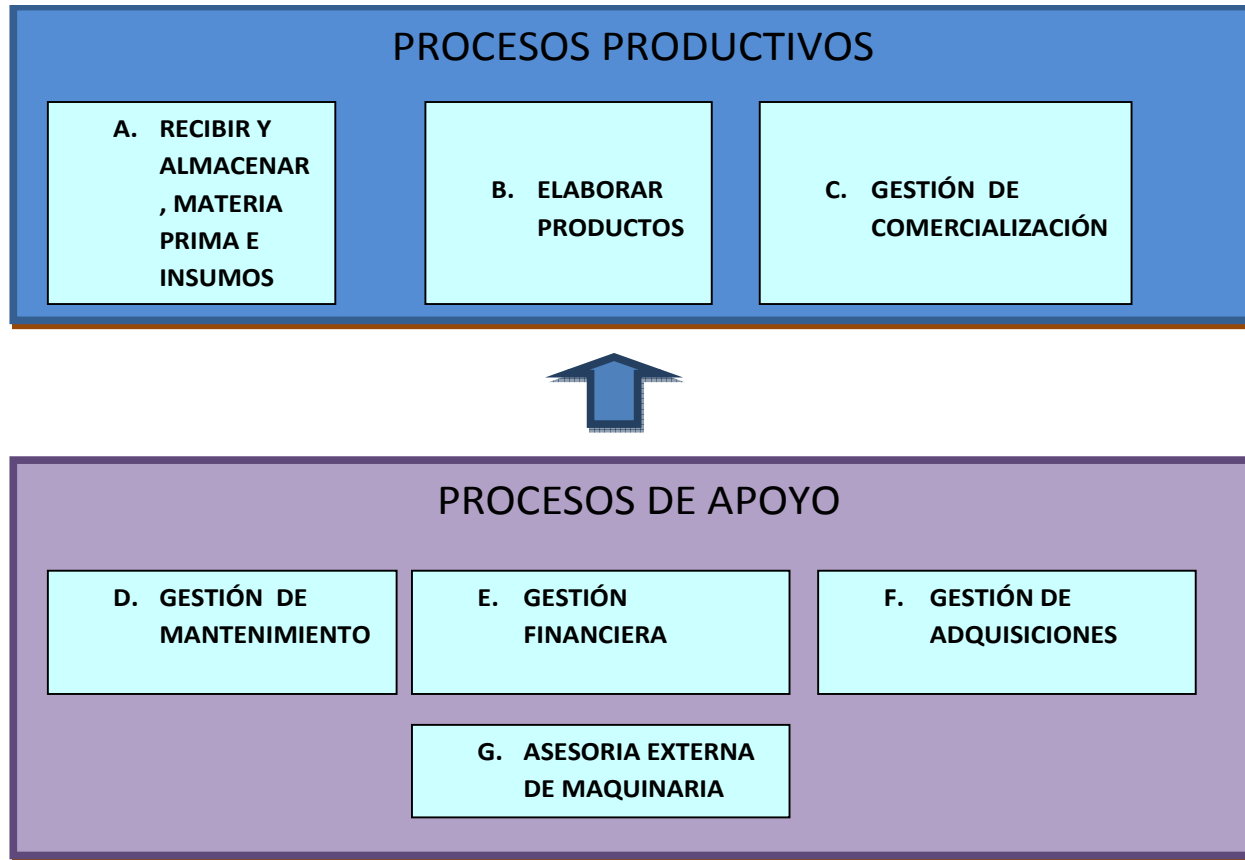 PROCESOS PRODUCTIVOS
A. RECIBIR Y
ALMACENAR
, MATERIA
PRIMA E
INSUMOS
B. ELABORAR
PRODUCTOS
C. GESTIÓN DE
COMERCIALIZACIÓN
PROCESOS DE APOYO
D. GESTIÓN DE
MANTENIMIENTO
E. GESTIÓN
FINANCIERA
F. GESTIÓN DE
ADQUISICIONES
G. ASESORIA EXTERNA
DE MAQUINARIA